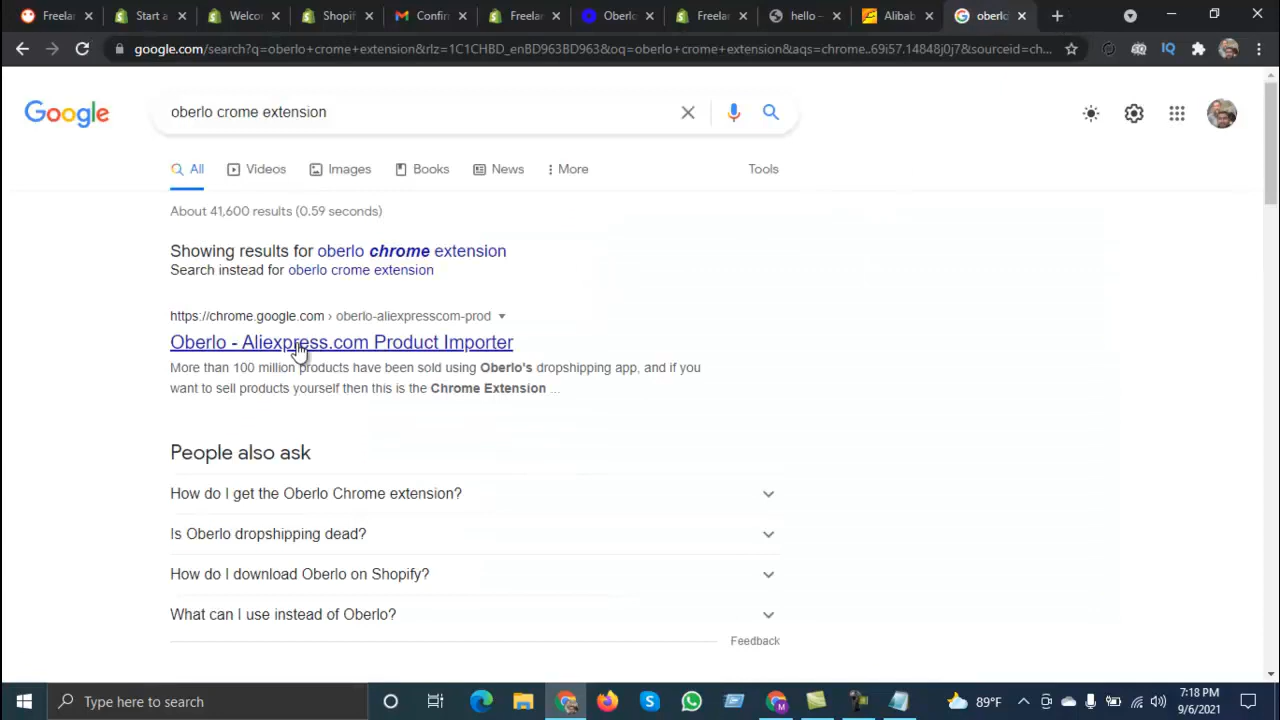 Freelan
Start a
Welco
Shopif
Confir
Freelar
Oberlo
Freelar
hello –
Alibab
oberlo
google.com/search?q=oberlo+crome+extension&rlz=1C1CHBD_enBD963BD963&oq=oberlo+crome+extension&aqs=chrome..69i57.14848j0j7&sourceid=ch...
IQ
Google
oberlo crome extension
All
Videos
Images
Books
News
More
Tools
About 41,600 results (0.59 seconds)
Showing results for oberlo chrome extension
Search instead for oberlo crome extension
https://chrome.google.com › oberlo-aliexpresscom-prod
Oberlo - Aliexpress.com Product Importer
More than 100 million products have been sold using Oberlo's dropshipping app, and if you
want to sell products yourself then this is the Chrome Extension ...
People also ask
How do I get the Oberlo Chrome extension?
Is Oberlo dropshipping dead?
How do I download Oberlo on Shopify?
What can I use instead of Oberlo?
Feedback
Type here to search
89°F
7:18 PM
9/6/2021